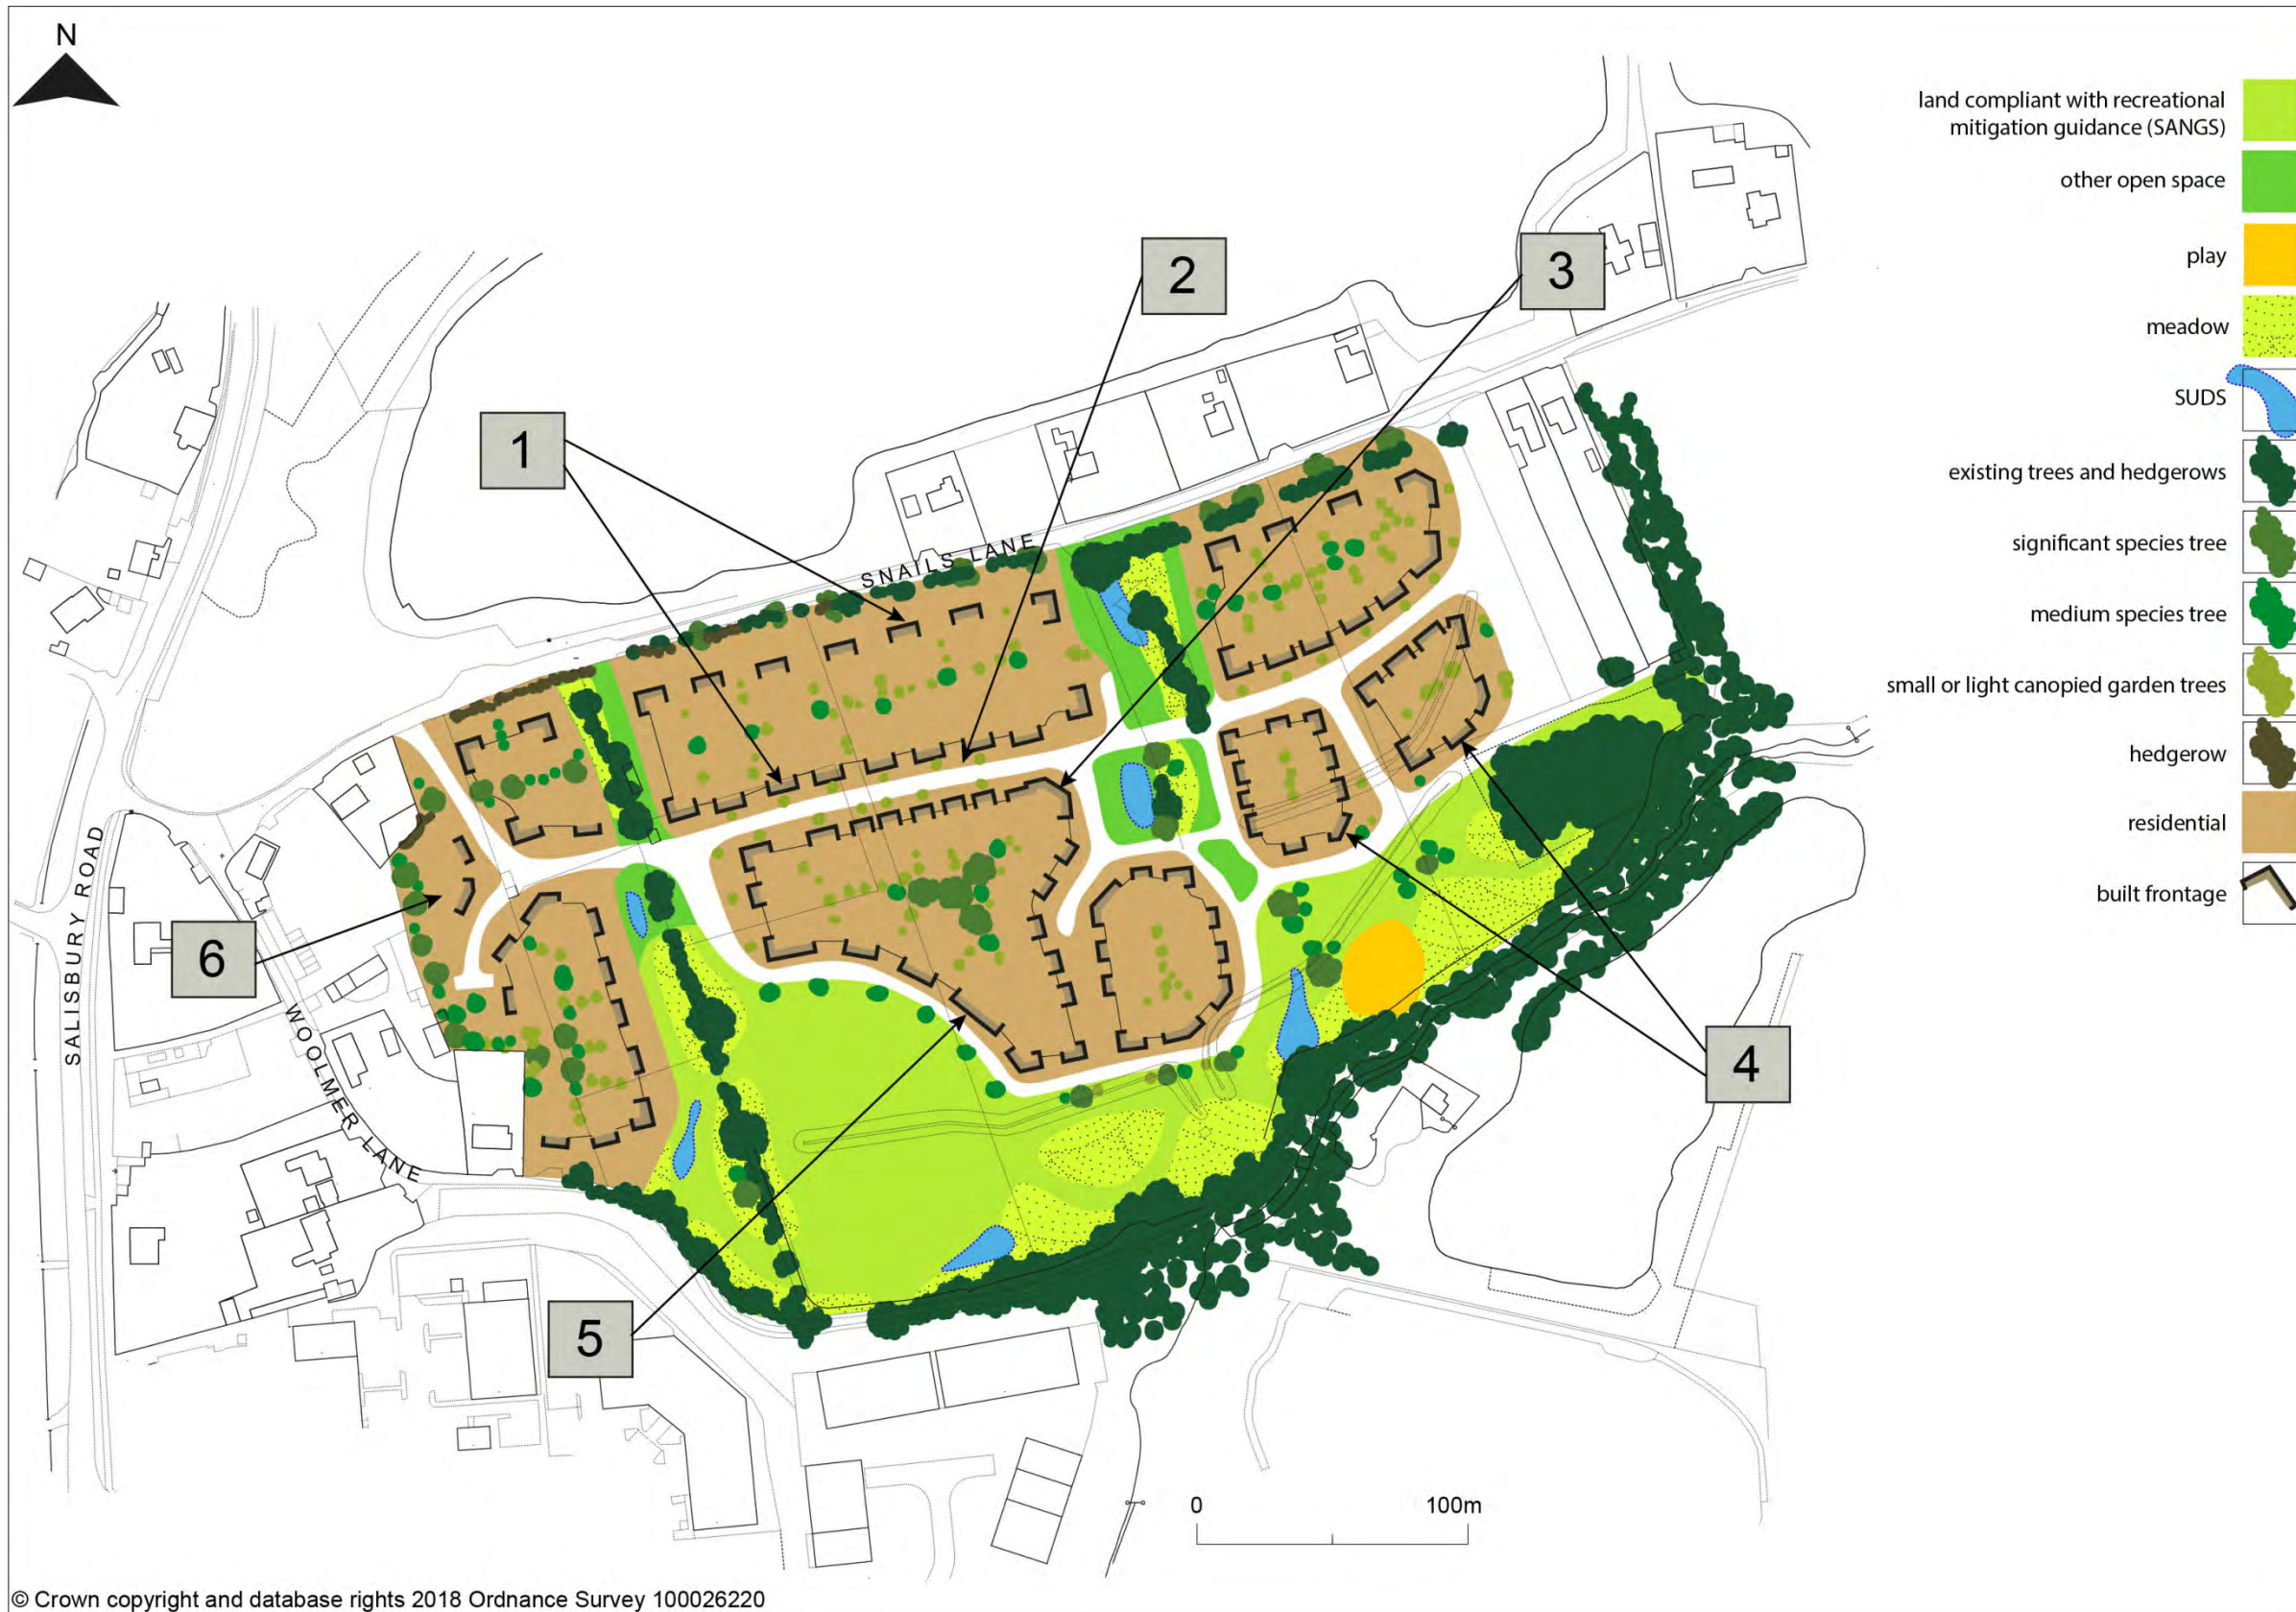 N
land compliant with recreational
mitigation guidance (SANGS)
other open space
play
meadow
SUDS
existing trees and hedgerows
significant species tree
medium species tree
small or light canopied garden trees
hedgerow
residential
built frontage
1
2
3
4
5
6
SNAILS LANE
SALISBURY ROAD
WOOLMER LANE
0 100m
© Crown copyright and database rights 2018 Ordnance Survey 100026220